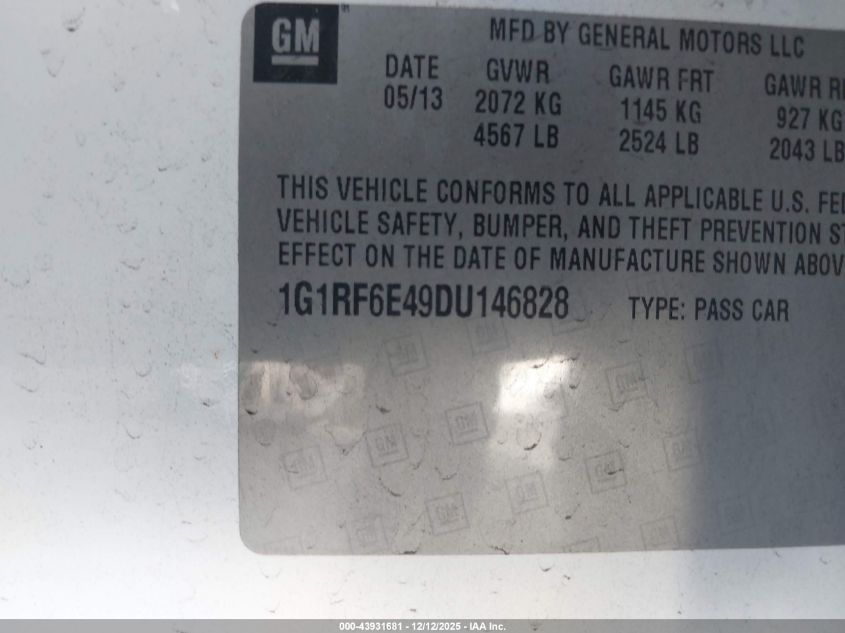 GM
MFD BY GENERAL MOTORS LLC
DATE GVWR GAWR FRT GAWR R
05/13 2072 KG 1145 KG 927 KG
4567 LB 2524 LB 2043 LB
THIS VEHICLE CONFORMS TO ALL APPLICABLE U.S. FE
VEHICLE SAFETY, BUMPER, AND THEFT PREVENTION S
EFFECT ON THE DATE OF MANUFACTURE SHOWN ABOV
1G1RF6E49DU146828 TYPE: PASS CAR
000-43931681 - 12/12/2025 - IAA Inc.